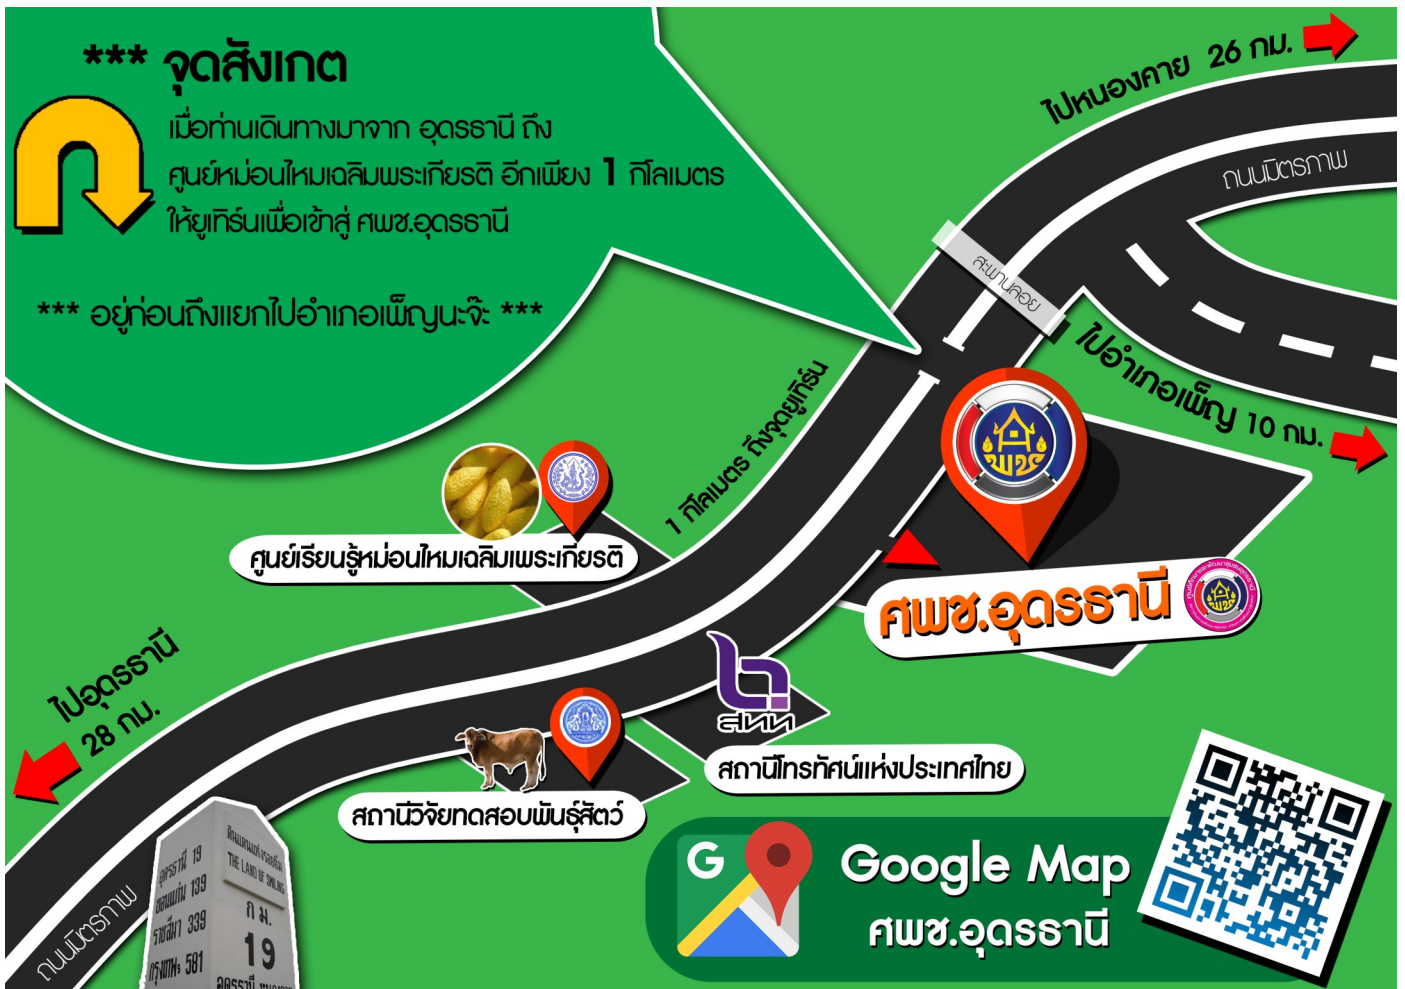 *** จุดสังเกต
เมื่อท่านเดินทางมาจาก อุดรธานี ถึง
ศูนย์หม่อนไหมเฉลิมพระเกียรติ อีกเพียง 1 กิโลเมตร
ให้ยูเทิร์นเพื่อเข้าสู่ ศพช.อุดรธานี
*** อยู่ก่อนถึงแยกไปอำเภอเพ็ญนะจ๊ะ ***
ไปหนองคาย 26 กม.
ถนนมิตรภาพ
สะพานลอย
ไปอำเภอเพ็ญ 10 กม.
1 กิโลเมตร ถึงจุดยูเทิร์น
พช
ศูนย์เรียนรู้หม่อนไหมเฉลิมเพระเกียรติ
ศพช.อุดรธานี
ไปอุดรธานี
28 กม.
สทท
สถานีโทรทัศน์แห่งประเทศไทย
สถานีวิจัยทดสอบพันธุ์สัตว์
อุดรธานี 19
ขอนแก่น 139
ราชสีมา 339
กรุงเทพฯ 581
THE LAND OF SMILING
กม.
19
ถนนมิตรภาพ
G
Google Map
ศพช.อุดรธานี